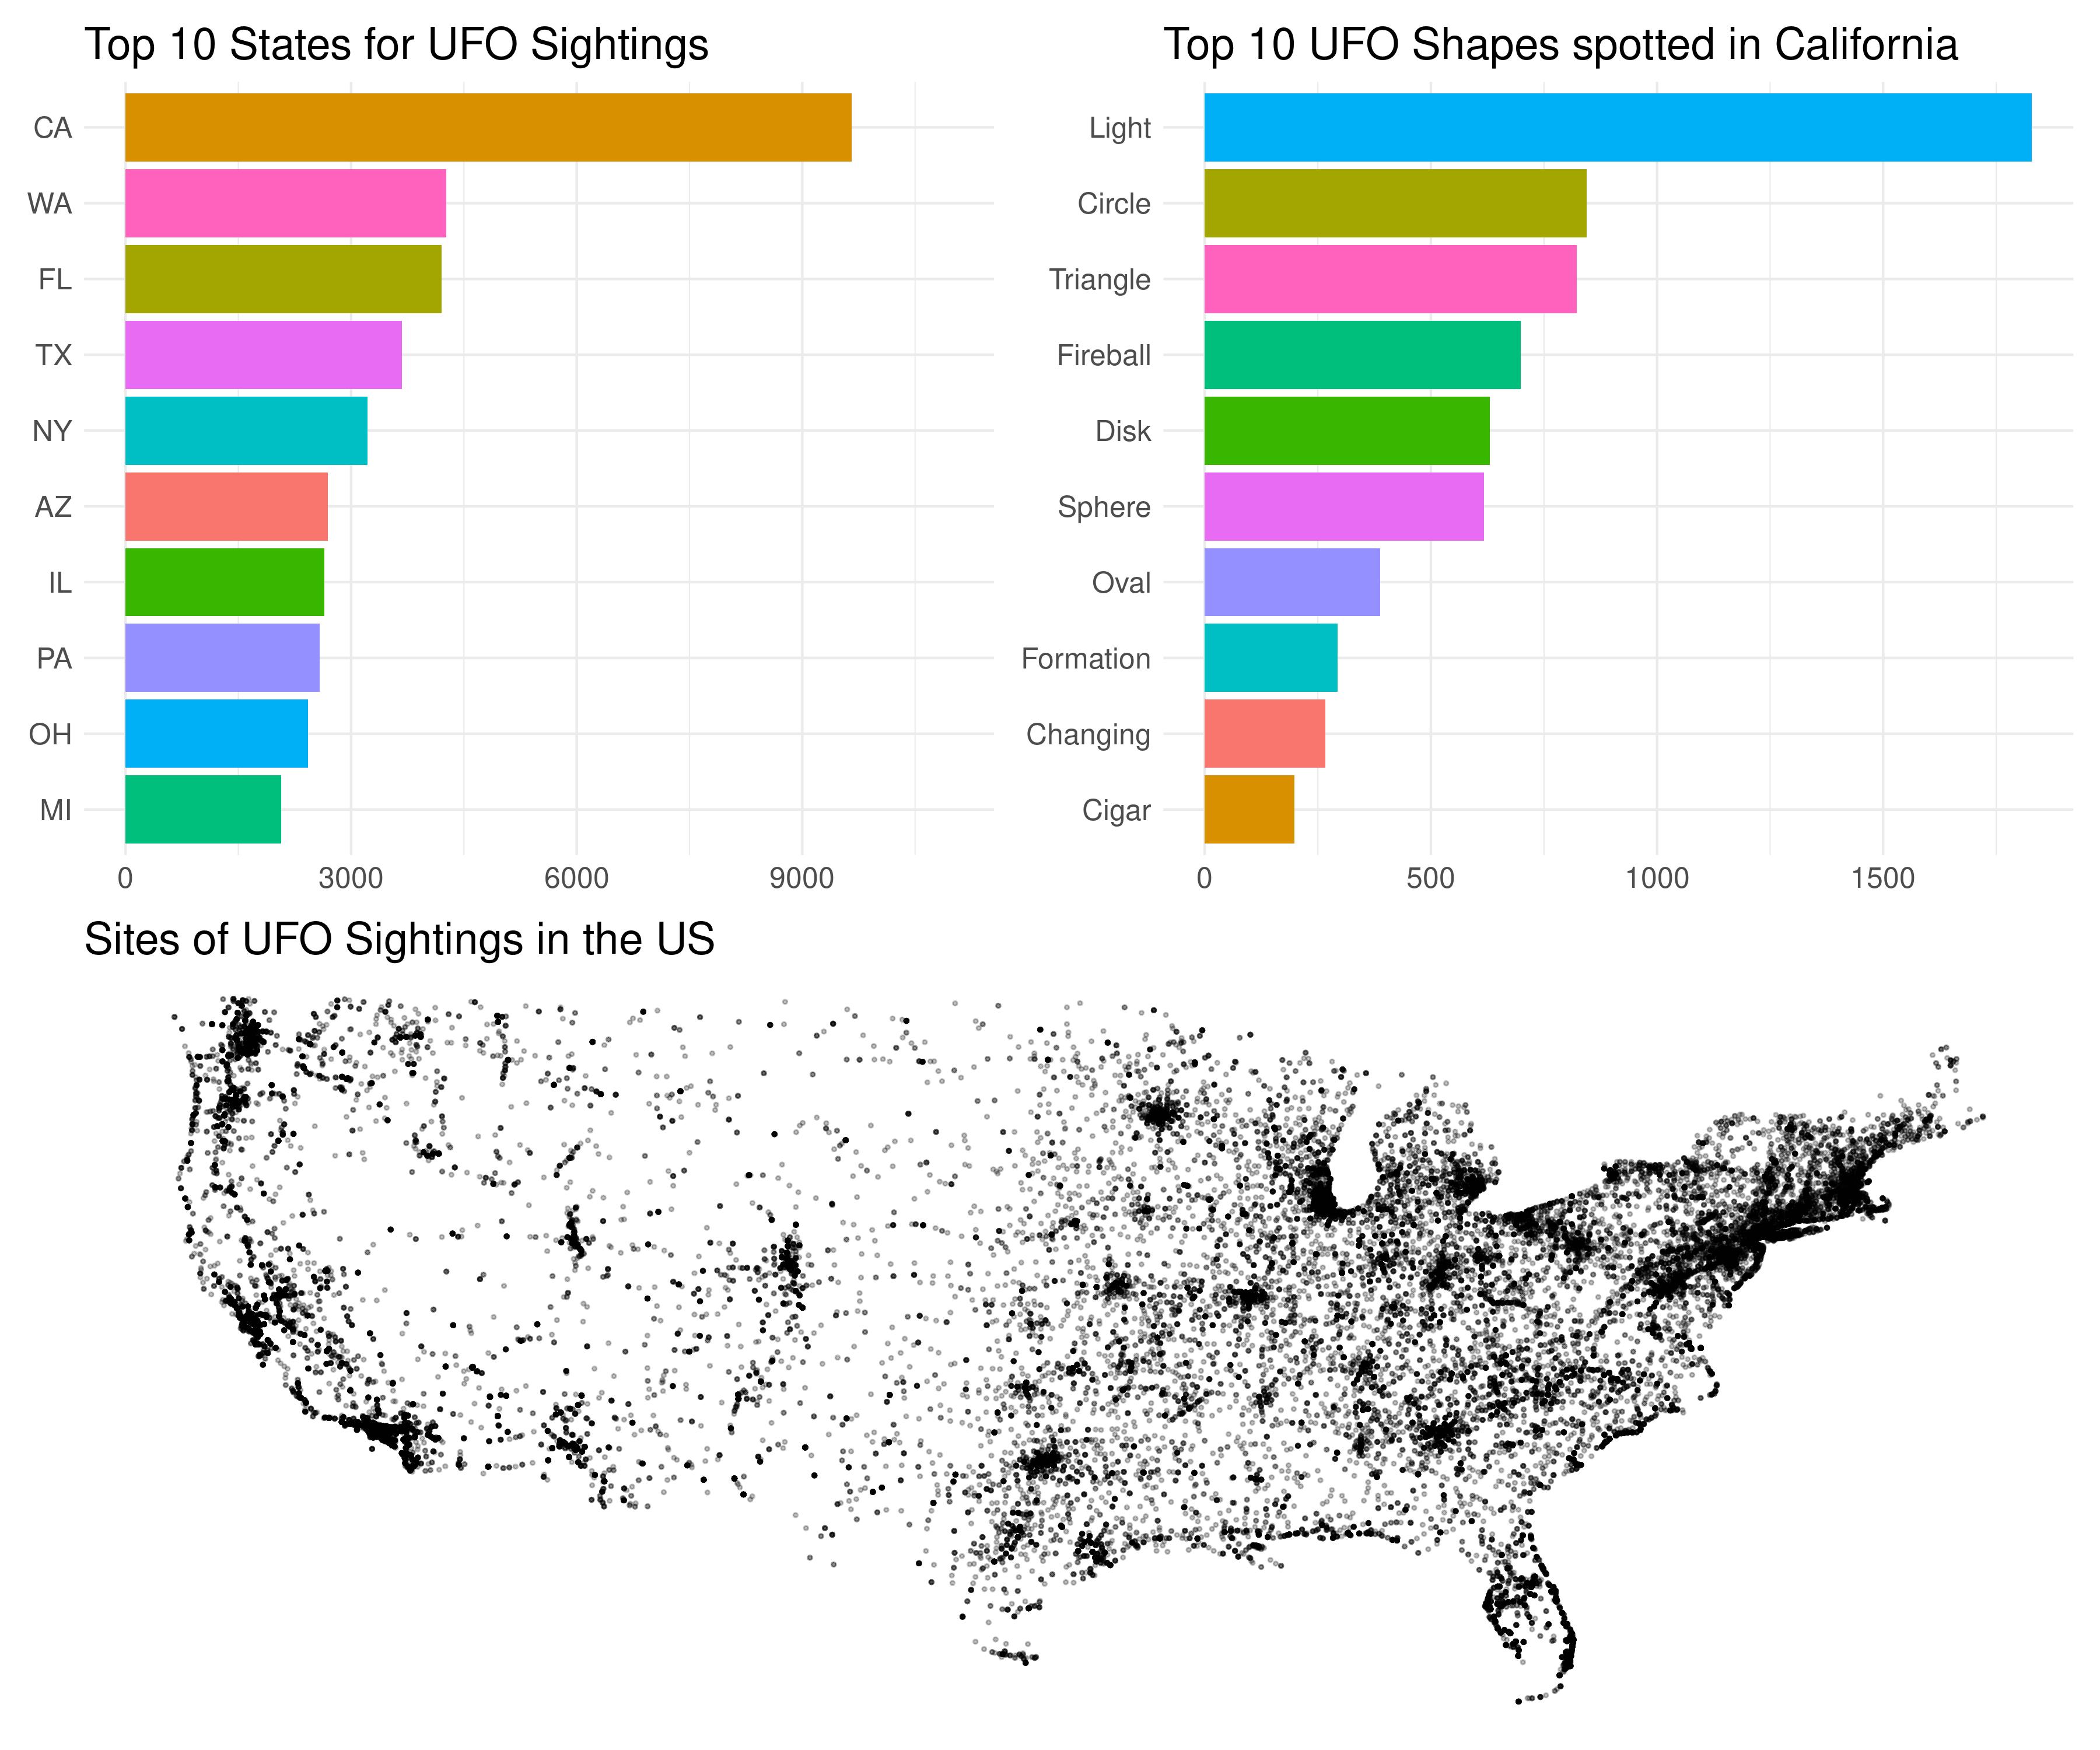 Top 10 States for UFO Sightings
CA
WA
FL
TX
NY
AZ
IL
PA
OH
MI
0 3000 6000 9000
Top 10 UFO Shapes spotted in California
Light
Circle
Triangle
Fireball
Disk
Sphere
Oval
Formation
Changing
Cigar
0 500 1000 1500
Sites of UFO Sightings in the US